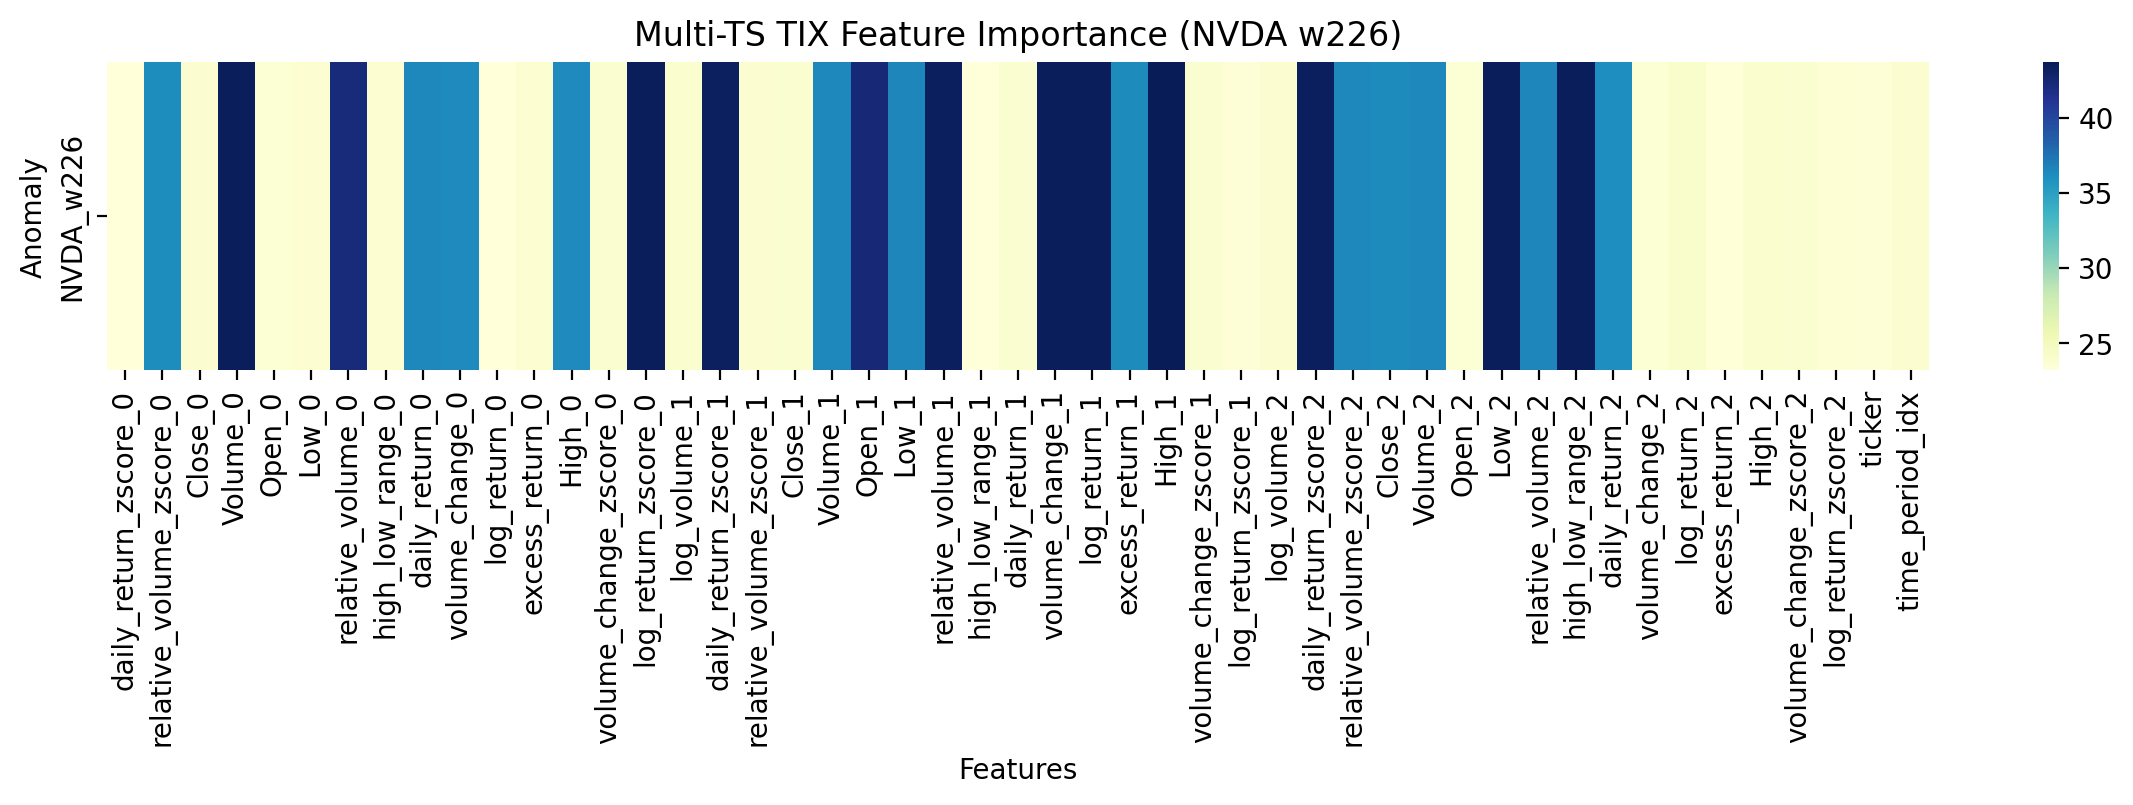 Multi-TS TIX Feature Importance (NVDA w226)
Anomaly
NVDA_w226
40
35
30
25
daily_return_zscore_0
relative_volume_zscore_0
Close_0
Volume_0
Open_0
Low_0
relative_volume_0
high_low_range_0
daily_return_0
volume_change_0
log_return_0
excess_return_0
High_0
volume_change_zscore_0
log_return_zscore_0
log_volume_1
daily_return_zscore_1
relative_volume_zscore_1
Close_1
Volume_1
Open_1
Low_1
relative_volume_1
high_low_range_1
daily_return_1
volume_change_1
log_return_1
excess_return_1
High_1
volume_change_zscore_1
log_return_zscore_1
log_volume_2
daily_return_zscore_2
relative_volume_zscore_2
Close_2
Volume_2
Open_2
Low_2
relative_volume_2
high_low_range_2
daily_return_2
volume_change_2
log_return_2
excess_return_2
High_2
volume_change_zscore_2
log_return_zscore_2
ticker
time_period_idx
Features